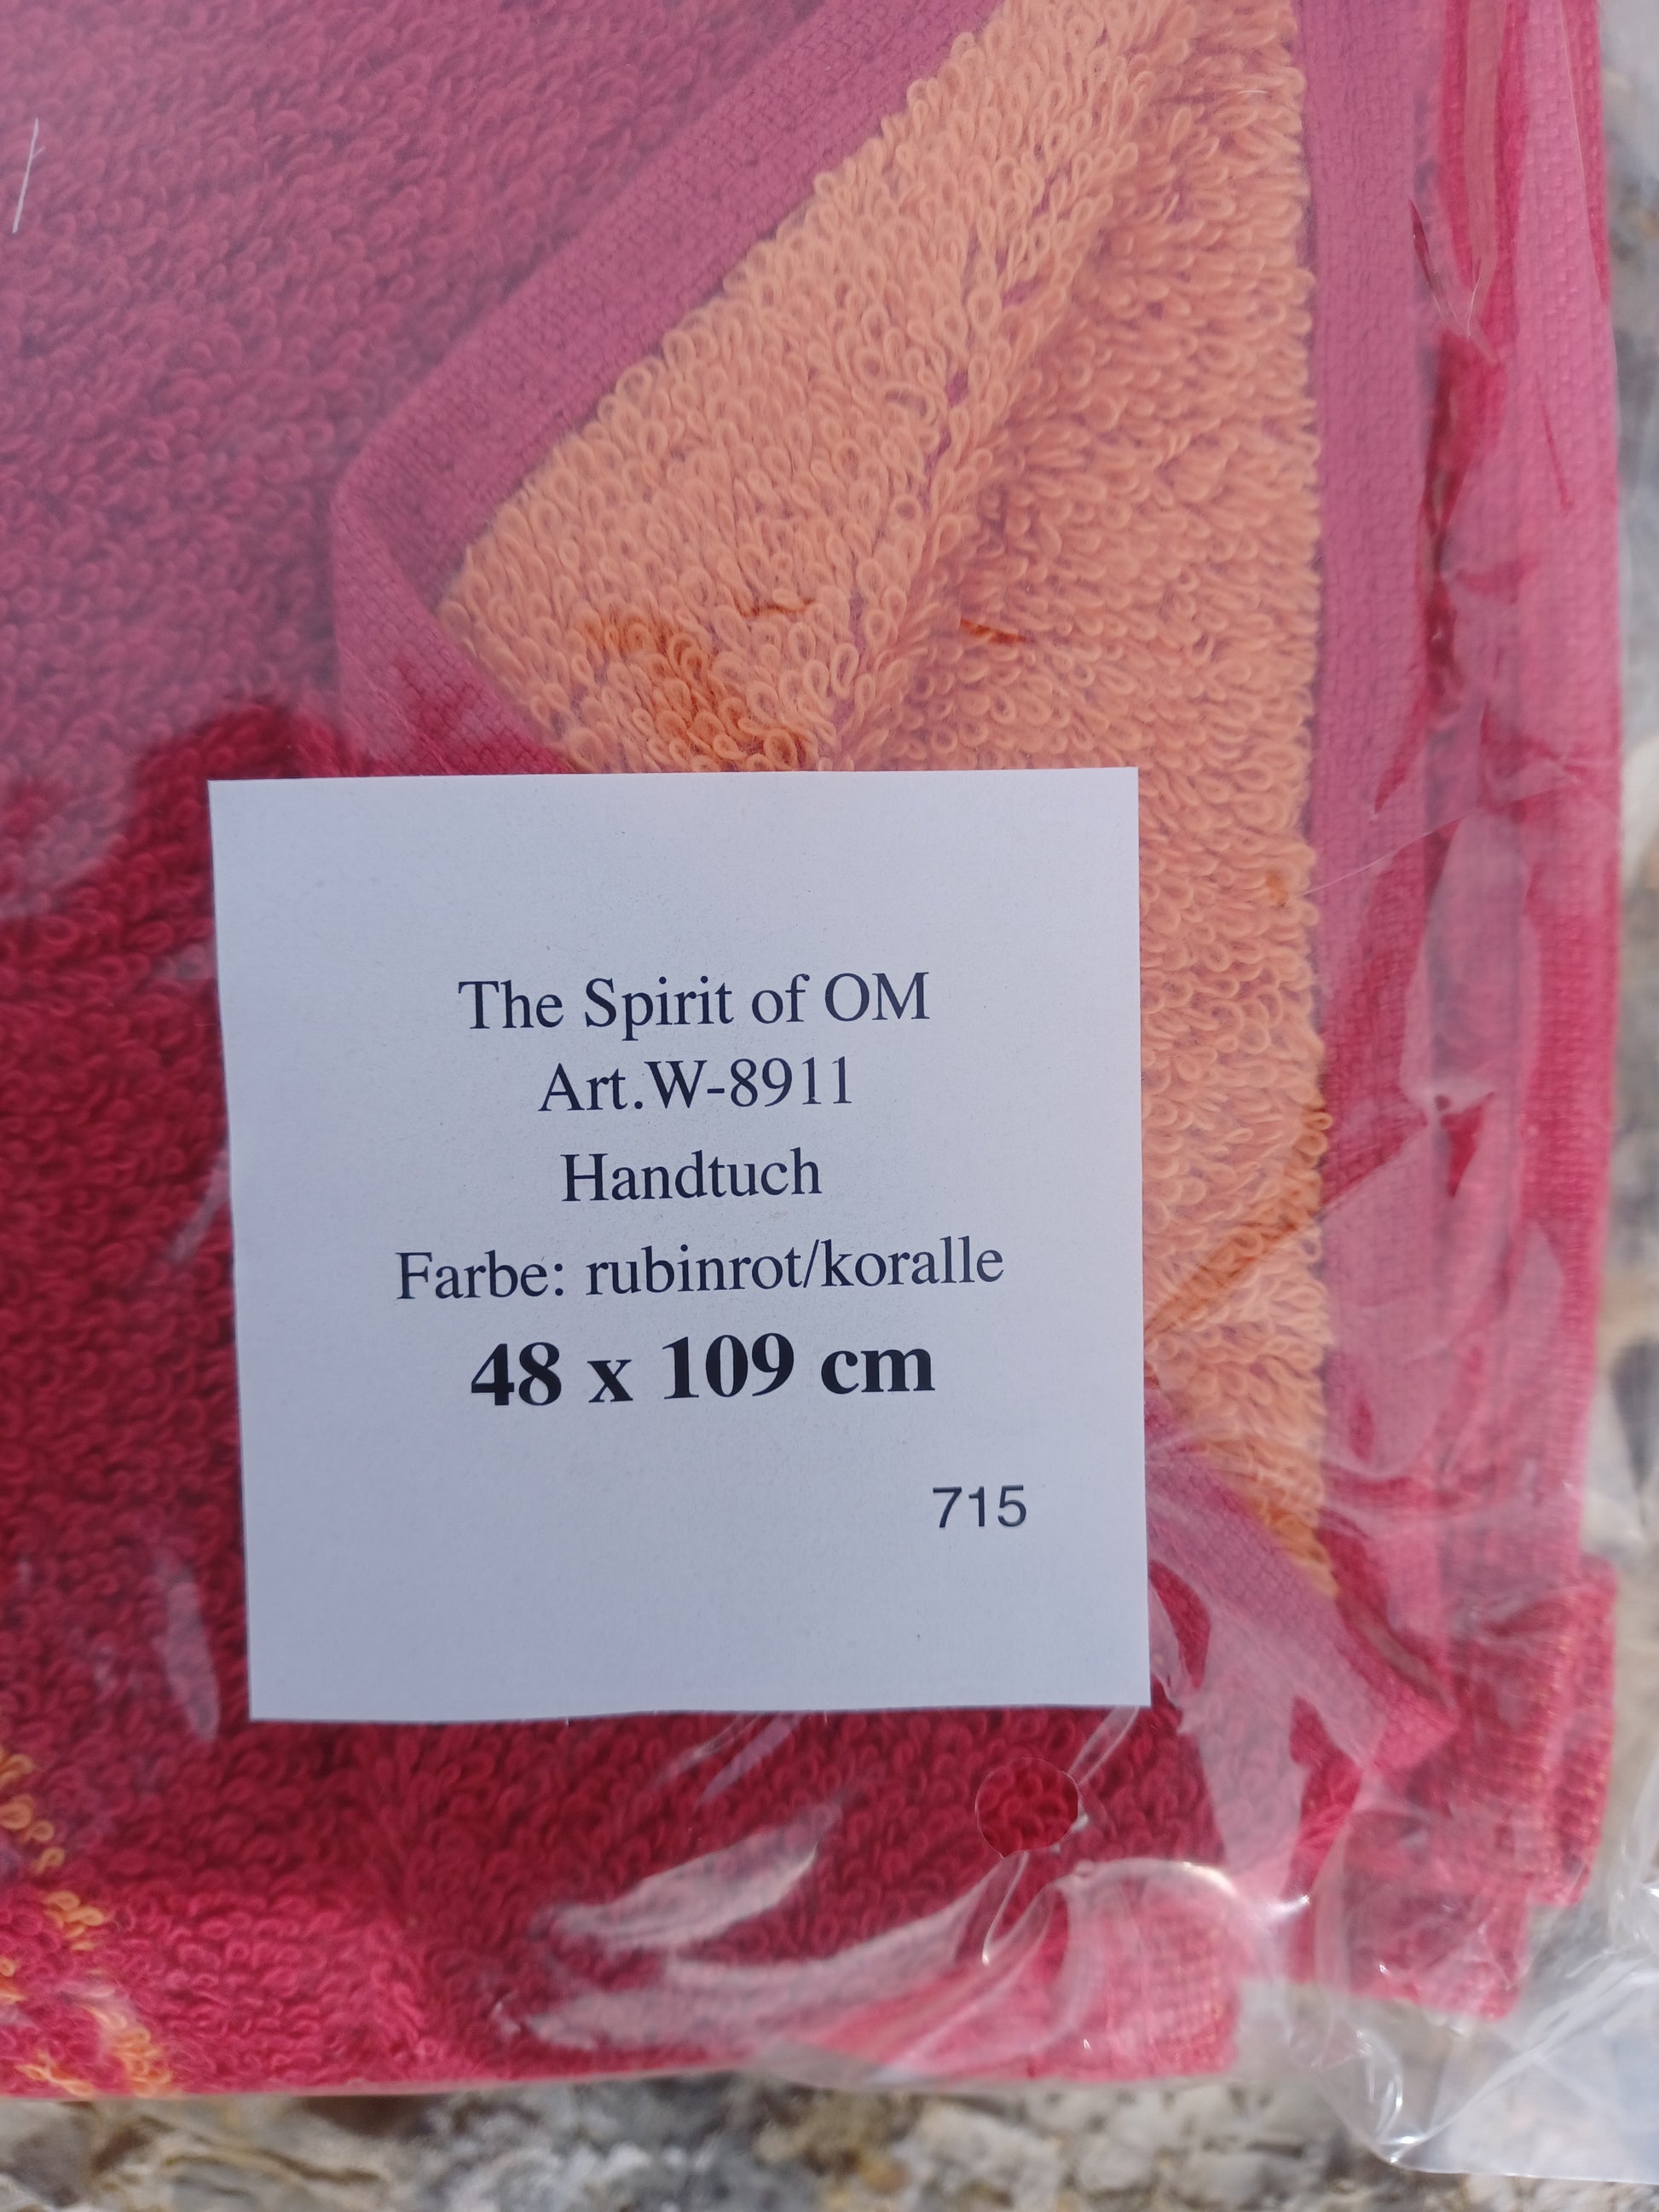 The Spirit of OM
Art.W-8911
Handtuch
Farbe: rubinrot/koralle
48 x 109 cm
715